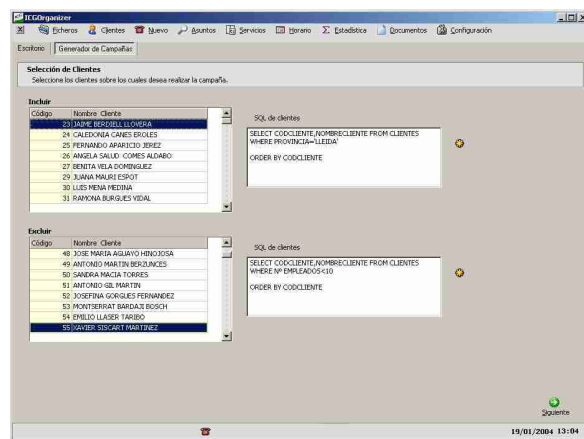 ICGOrganizer
Ficheros Clientes Nuevo Asuntos Servicios Horario Estadística Documentos Configuración
Escritorio Generador de Campañas
Selección de Clientes
Seleccione los clientes sobre los cuales desea realizar la campaña.
Incluir
Código Nombre Cliente
23 JAIME BERDIELL LLOVERA
24 CALEDONIA CANES EROLES
25 FERNANDO APARICIO JEREZ
26 ANGELA SALUD COMES ALDABO
27 BENITA VELA DOMINGUEZ
29 JUANA MAURI ESPOT
30 LUIS MENA MEDINA
31 RAMONA BURGUES VIDAL
SQL de clientes
SELECT CODCLIENTE,NOMBRECLIENTE FROM CLIENTES
WHERE PROVINCIA='LLEIDA'
ORDER BY CODCLIENTE
Excluir
Código Nombre Cliente
48 JOSE MARIA AGUAYO HINOJOSA
49 ANTONIO MARTIN BERZUNCES
50 SANDRA MACIA TORRES
51 ANTONIO GIL MARTIN
52 JOSEFINA GORGUES FERNANDEZ
53 MONTSERRAT BARDAJI BOSCH
54 EMILIO LLASER TARIBO
55 XAVIER SISCART MARTINEZ
SQL de clientes
SELECT CODCLIENTE,NOMBRECLIENTE FROM CLIENTES
WHERE Nº EMPLEADOS<10
ORDER BY CODCLIENTE
Siguiente
19/01/2004 13:04